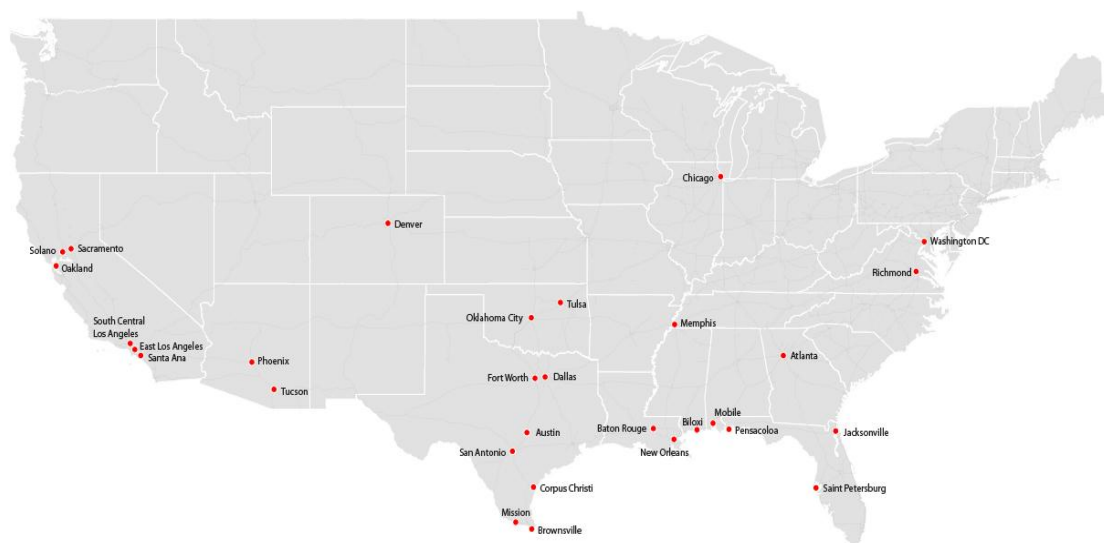 Chicago
Denver
Washington DC
Solano
Sacramento
Oakland
Richmond
Tulsa
Oklahoma City
Memphis
South Central
Los Angeles
East Los Angeles
Santa Ana
Phoenix
Atlanta
Fort Worth
Dallas
Tucson
Mobile
Biloxi
Baton Rouge
Pensacoloa
Austin
Jacksonville
New Orleans
San Antonio
Corpus Christi
Saint Petersburg
Mission
Brownsville